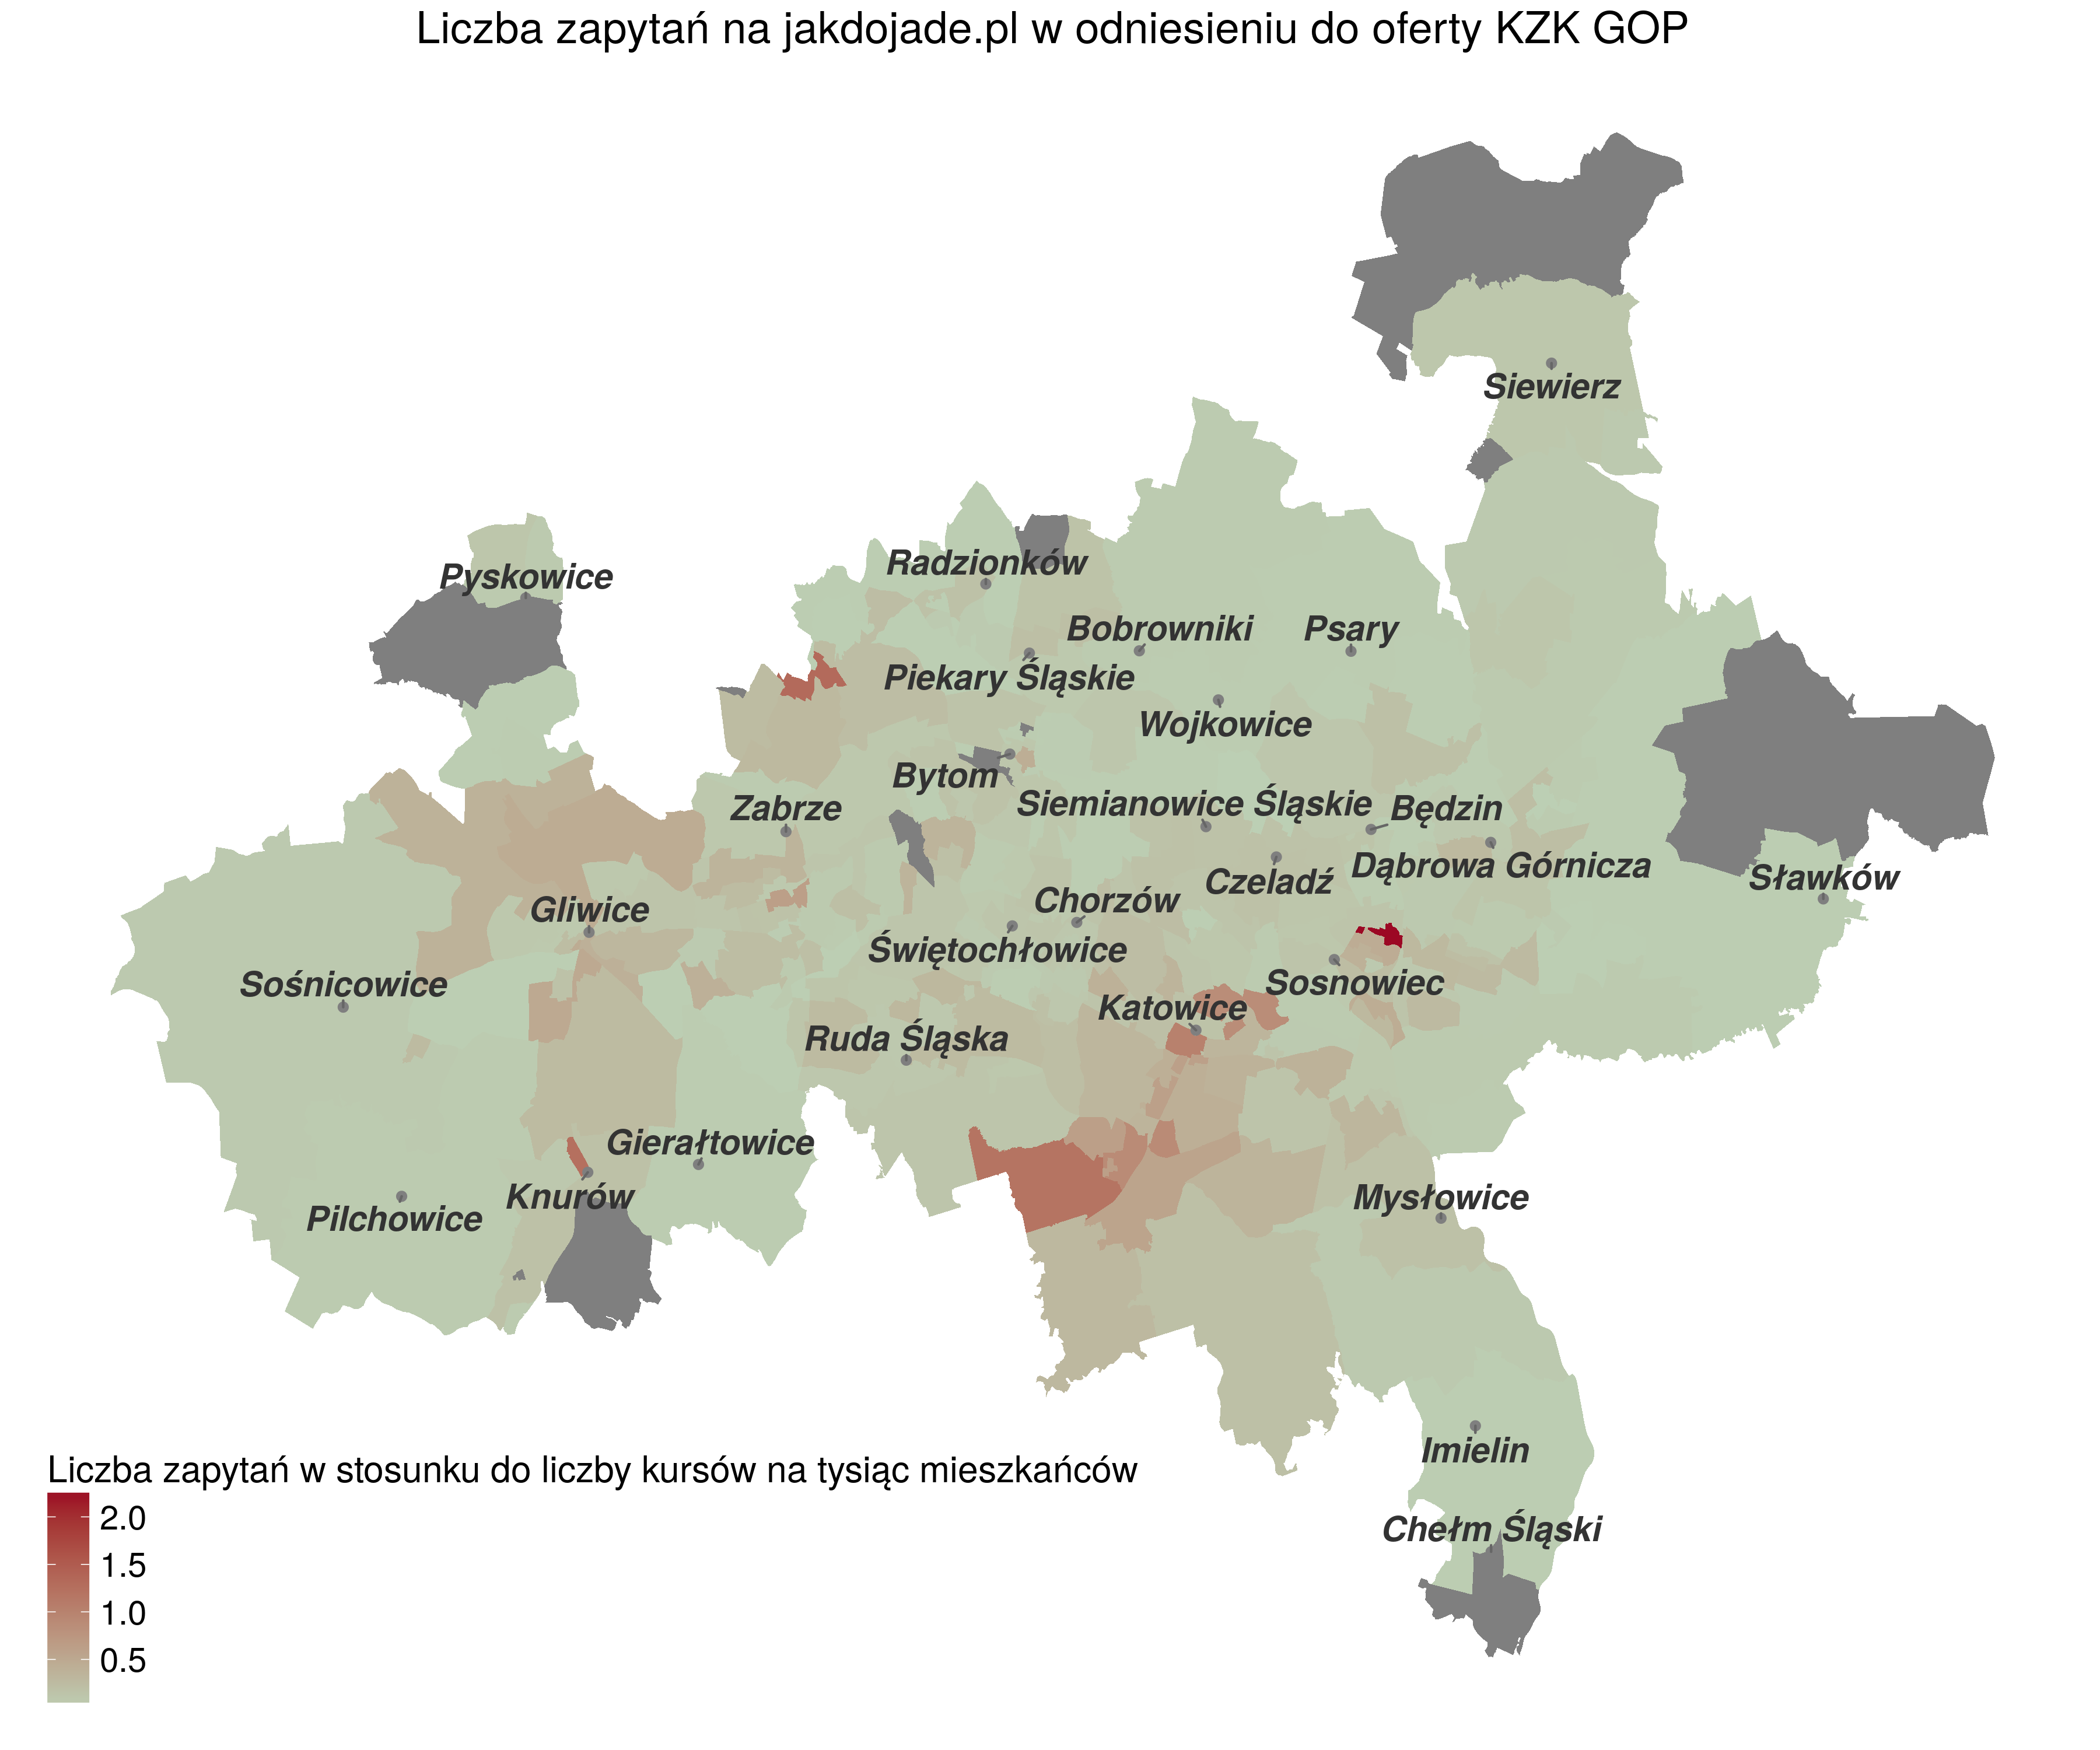 Liczba zapytań na jakdojade.pl w odniesieniu do oferty KZK GOP
Siewierz
Pyskowice
Radzionków
Bobrowniki
Psary
Piekary Śląskie
Wojkowice
Bytom
Zabrze
Siemianowice Śląskie
Będzin
Dąbrowa Górnicza
Czeladź
Sławków
Gliwice
Chorzów
Świętochłowice
Sośnicowice
Sosnowiec
Katowice
Ruda Śląska
Gierałtowice
Knurów
Pilchowice
Mysłowice
Imielin
Chełm Śląski
Liczba zapytań w stosunku do liczby kursów na tysiąc mieszkańców
2.0
1.5
1.0
0.5